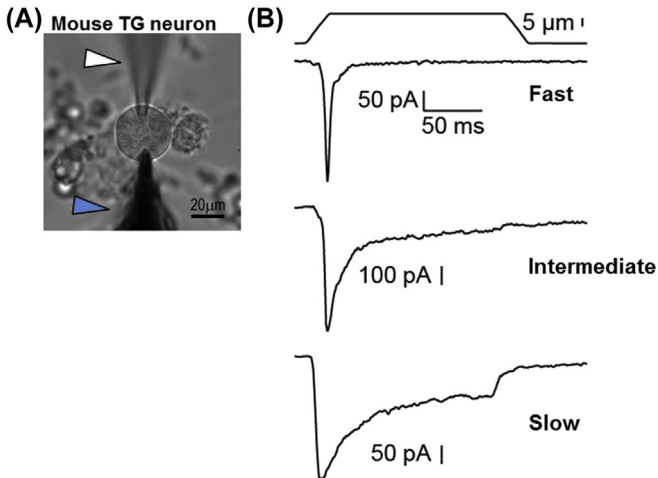 (A)
Mouse TG neuron
20μm
(B)
5 μm
50 pA
50 ms
Fast
100 pA
Intermediate
50 pA
Slow